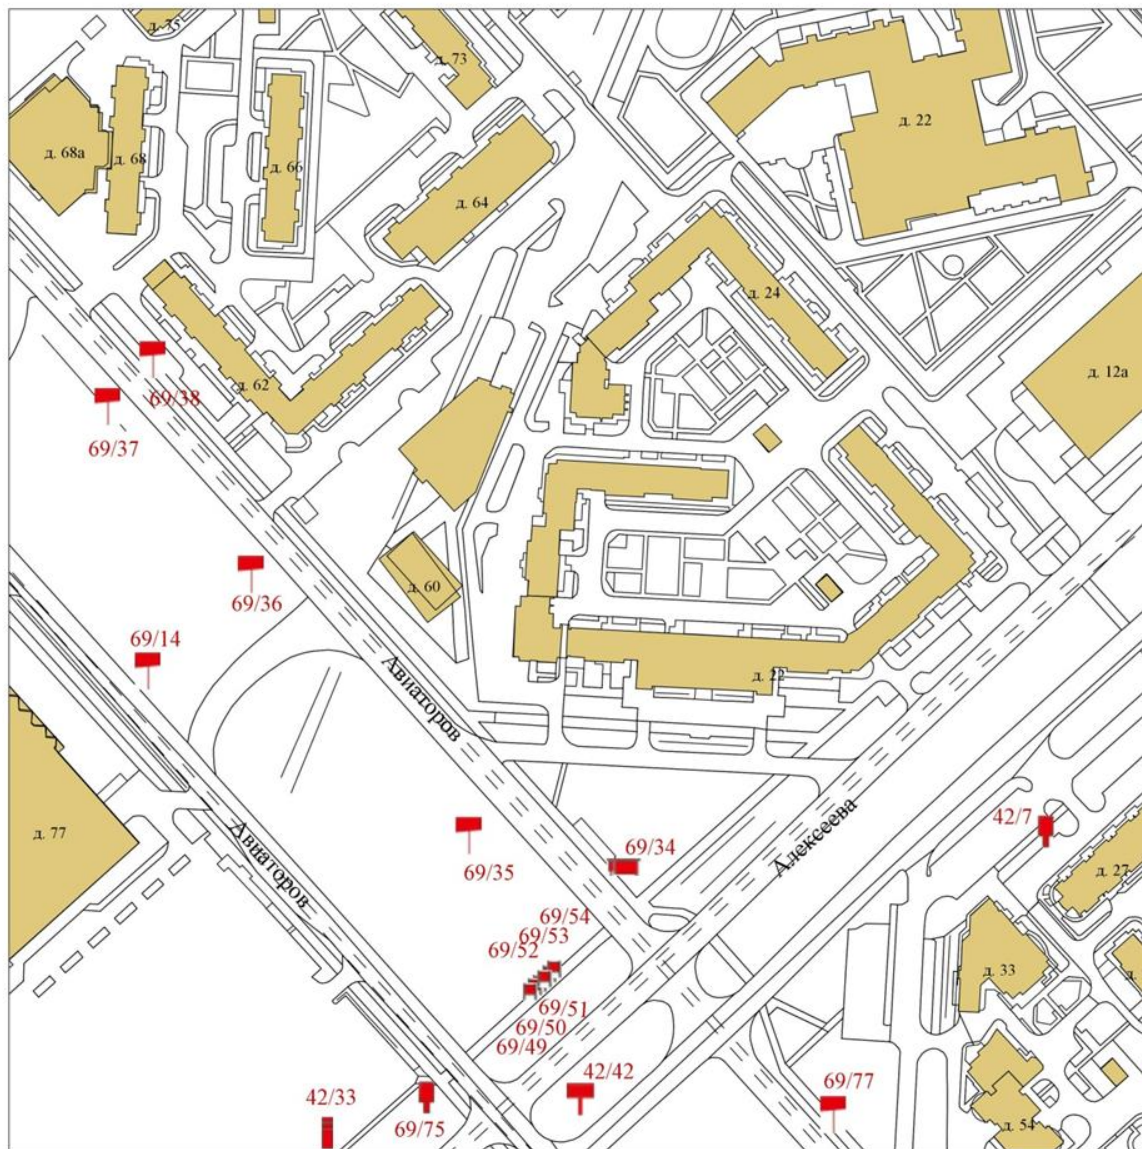 д. 75
д. 73
д. 22
д. 68а
д. 68
д. 66
д. 64
д. 24
д. 12а
д. 62
69/38
69/37
69/36
д. 60
69/14
Авиаторов
д. 22
д. 77
Авиаторов
Алексеева
42/7
69/35
69/34
д. 27
69/54
69/53
69/52
д. 33
д.
69/51
69/50
69/49
42/42
42/33
69/75
69/77
д. 54